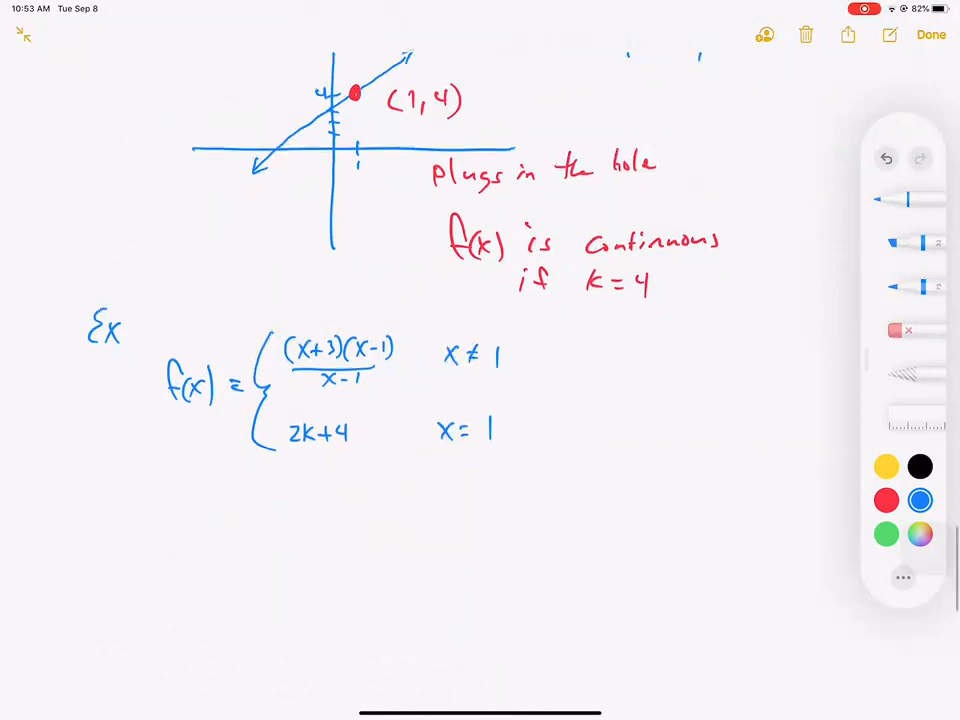 10:53 AM Tue Sep 8 82%
Done
4 (1, 4)
1
plugs in the hole
f(x) is continuous
if k = 4
Ex
(x+3)(x-1) x ≠ 1
f(x) = x-1
2k+4 x = 1